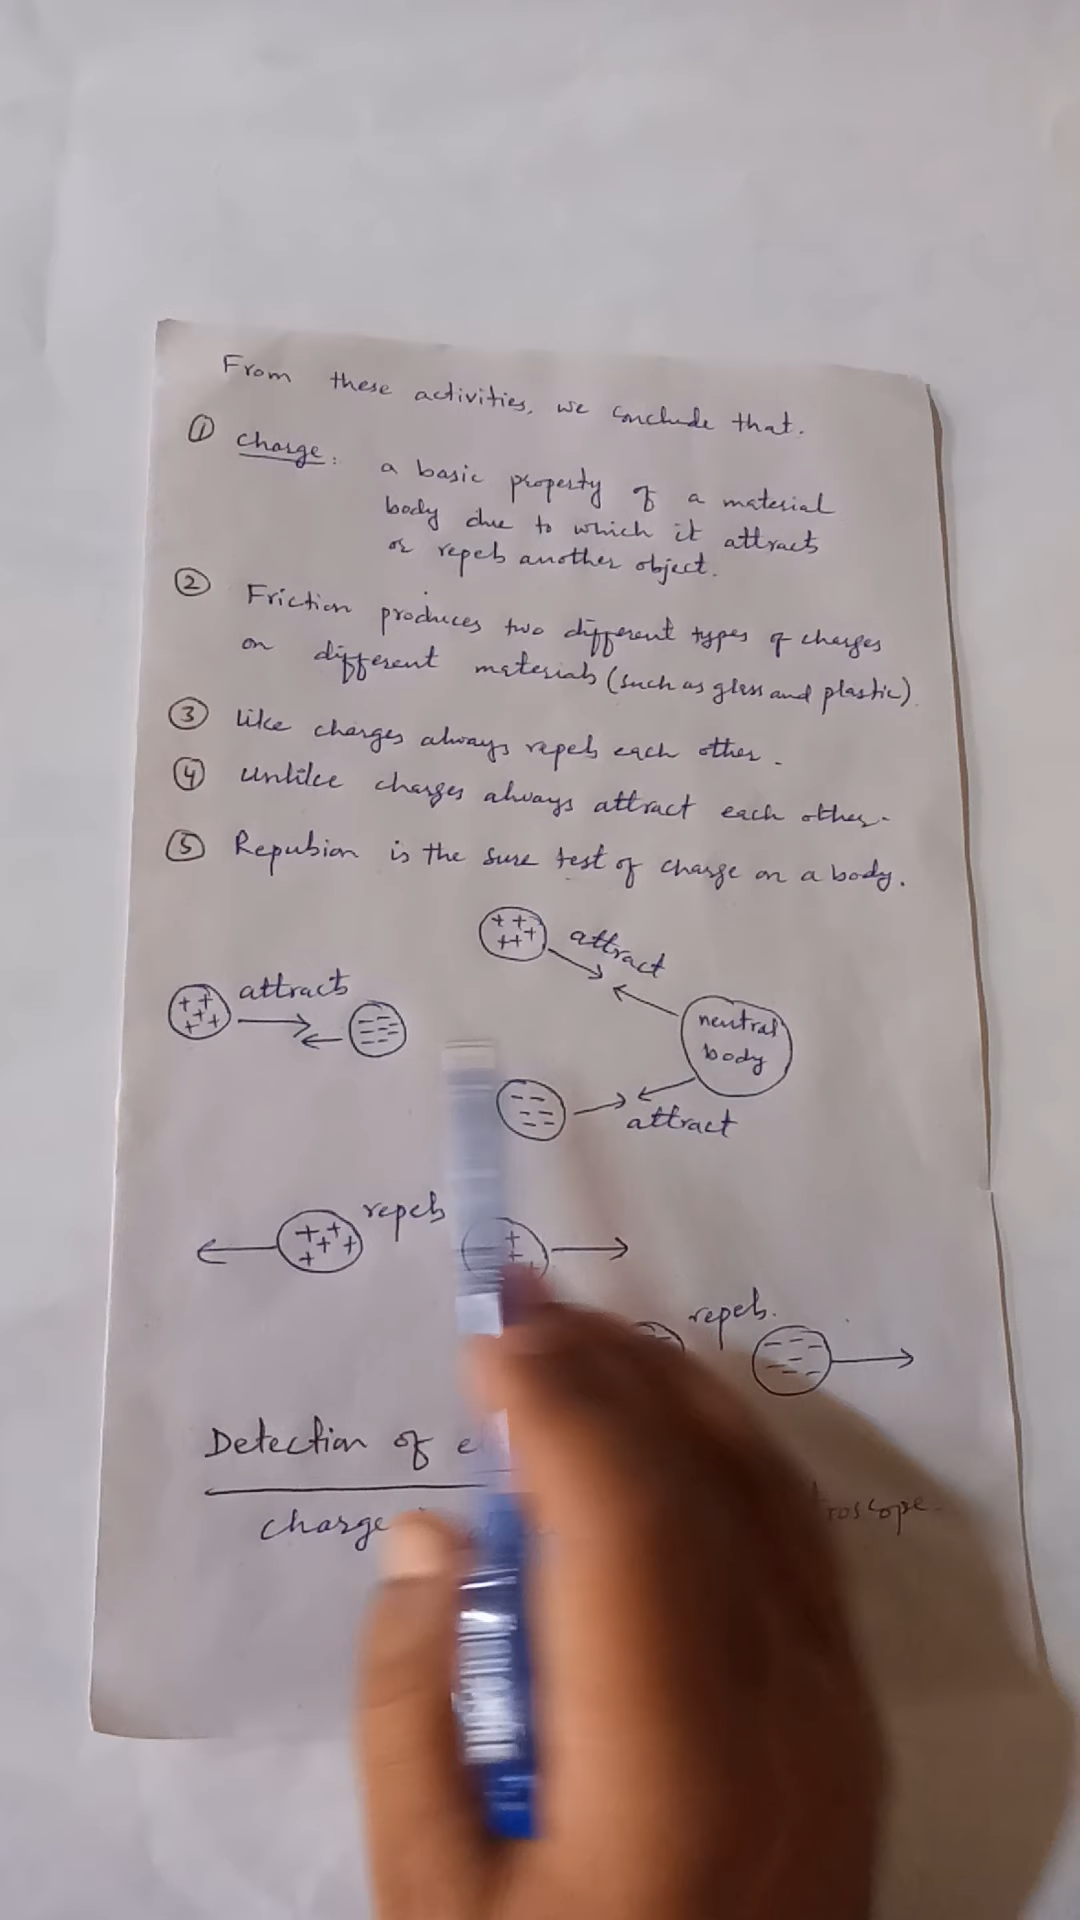 From these activities, we conclude that.
① Charge: a basic property of a material
body due to which it attracts
or repels another object.
② Friction produces two different types of charges
on different materials (such as glass and plastic).
③ like charges always repels each other.
④ unlike charges always attract each other.
⑤ Repulsion is the sure test of charge on a body.
+ + + + + + attract
+ + + + + attracts - - - - - -
neutral
body
- - - - - -
attract
+ + + + + repels + +
repels. - - - - - -
Detection of
charge